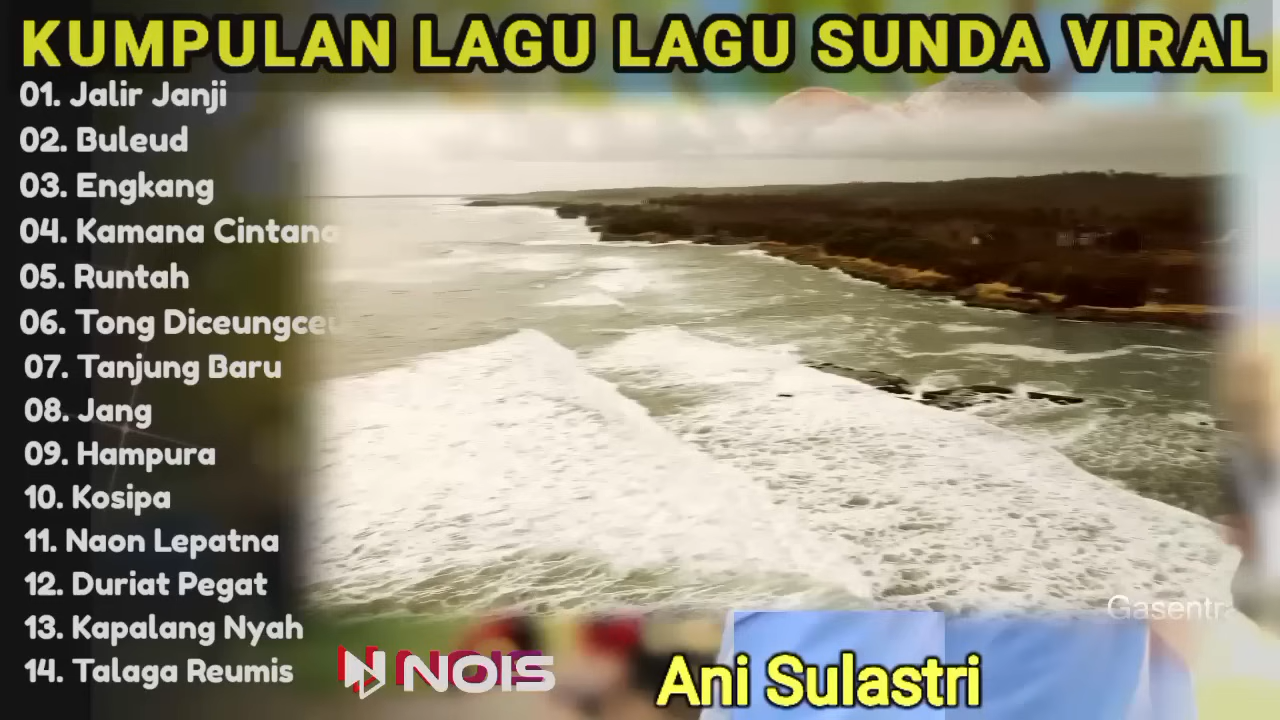 KUMPULAN LAGU LAGU SUNDA VIRAL
01. Jalir Janji
02. Buleud
03. Engkang
04. Kamana Cintana
05. Runtah
06. Tong Diceungceu
07. Tanjung Baru
08. Jang
09. Hampura
10. Kosipa
11. Naon Lepatna
12. Duriat Pegat
13. Kapalang Nyah
14. Talaga Reumis
NOIS
Ani Sulastri
Gasentr